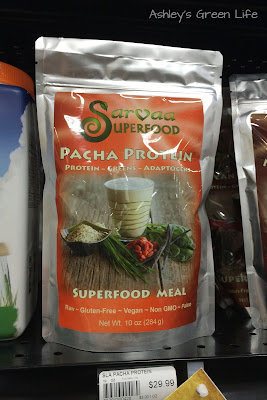 Ashley's Green Life
Sarvaa
Superfood
Pacha Protein
Protein - Greens - Adaptogens
Superfood Meal
Raw - Gluten-Free - Vegan - Non GMO - Paleo
Net Wt. 10 oz (284g)
SLA PACHA PROTEIN
$29.99